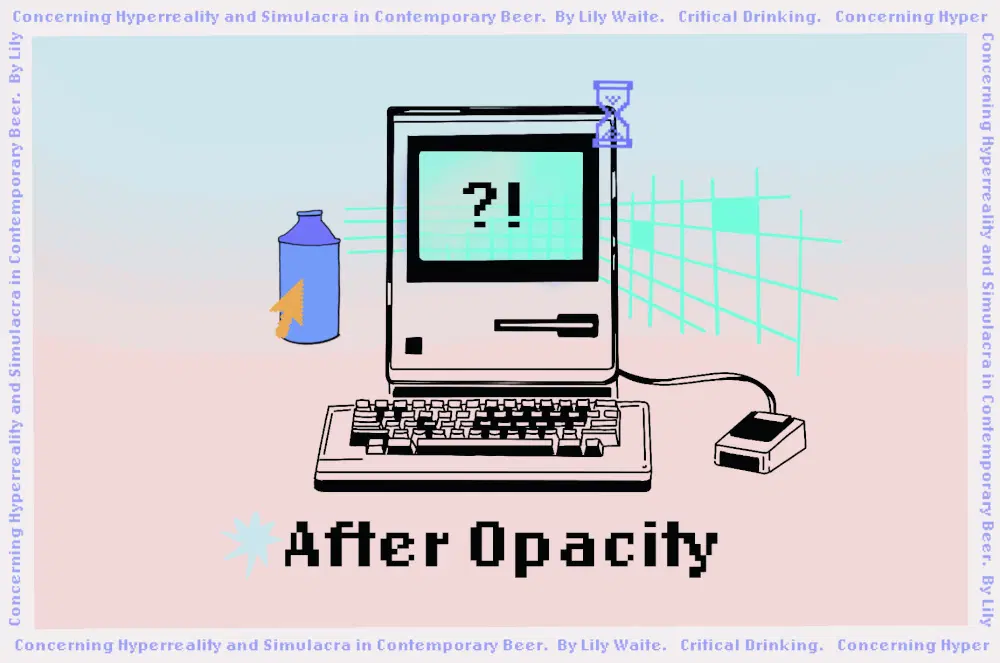 Concerning Hyperreality and Simulacra in Contemporary Beer. By Lily Waite. Critical Drinking. Concerning Hyper
Concerning Hyperreality and Simulacra in Contemporary Beer. By Lily
?!
After Opacity
Concerning Hyperreality and Simulacra in Contemporary Beer. By Lily
Concerning Hyperreality and Simulacra in Contemporary Beer. By Lily Waite. Critical Drinking. Concerning Hyper